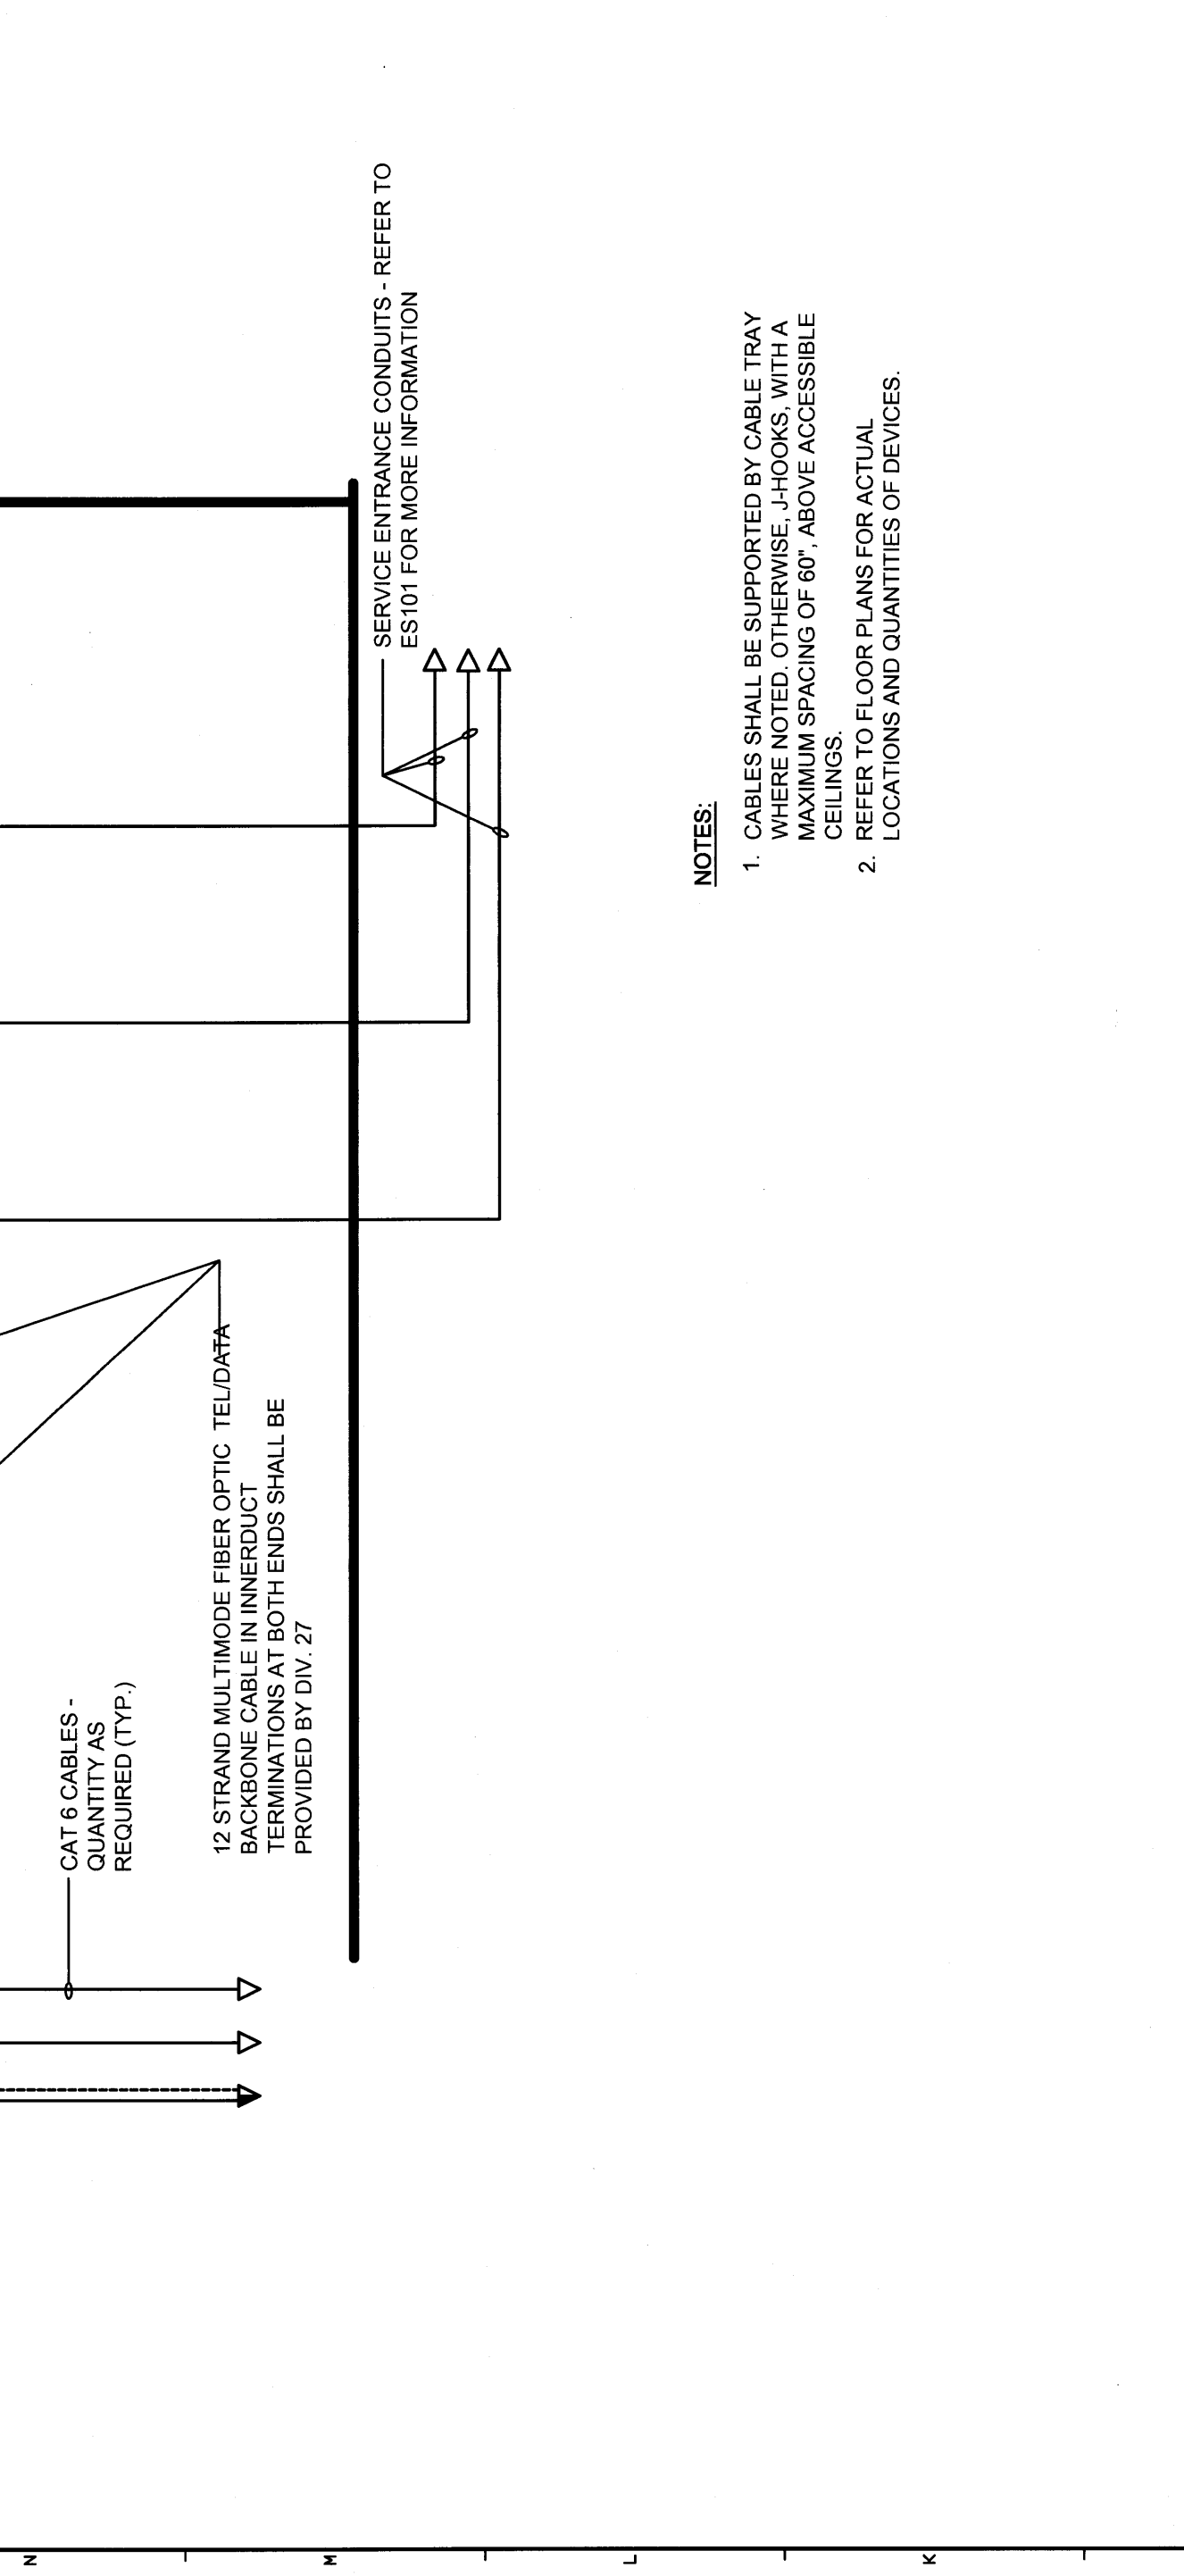 CAT 6 CABLES -
QUANTITY AS
REQUIRED (TYP.)
12 STRAND MULTIMODE FIBER OPTIC TEL/DATA
BACKBONE CABLE IN INNERDUCT
TERMINATIONS AT BOTH ENDS SHALL BE
PROVIDED BY DIV. 27
SERVICE ENTRANCE CONDUITS - REFER TO
ES101 FOR MORE INFORMATION
NOTES:
1. CABLES SHALL BE SUPPORTED BY CABLE TRAY
WHERE NOTED. OTHERWISE, J-HOOKS, WITH A
MAXIMUM SPACING OF 60", ABOVE ACCESSIBLE
CEILINGS.
2. REFER TO FLOOR PLANS FOR ACTUAL
LOCATIONS AND QUANTITIES OF DEVICES.
N
M
L
K